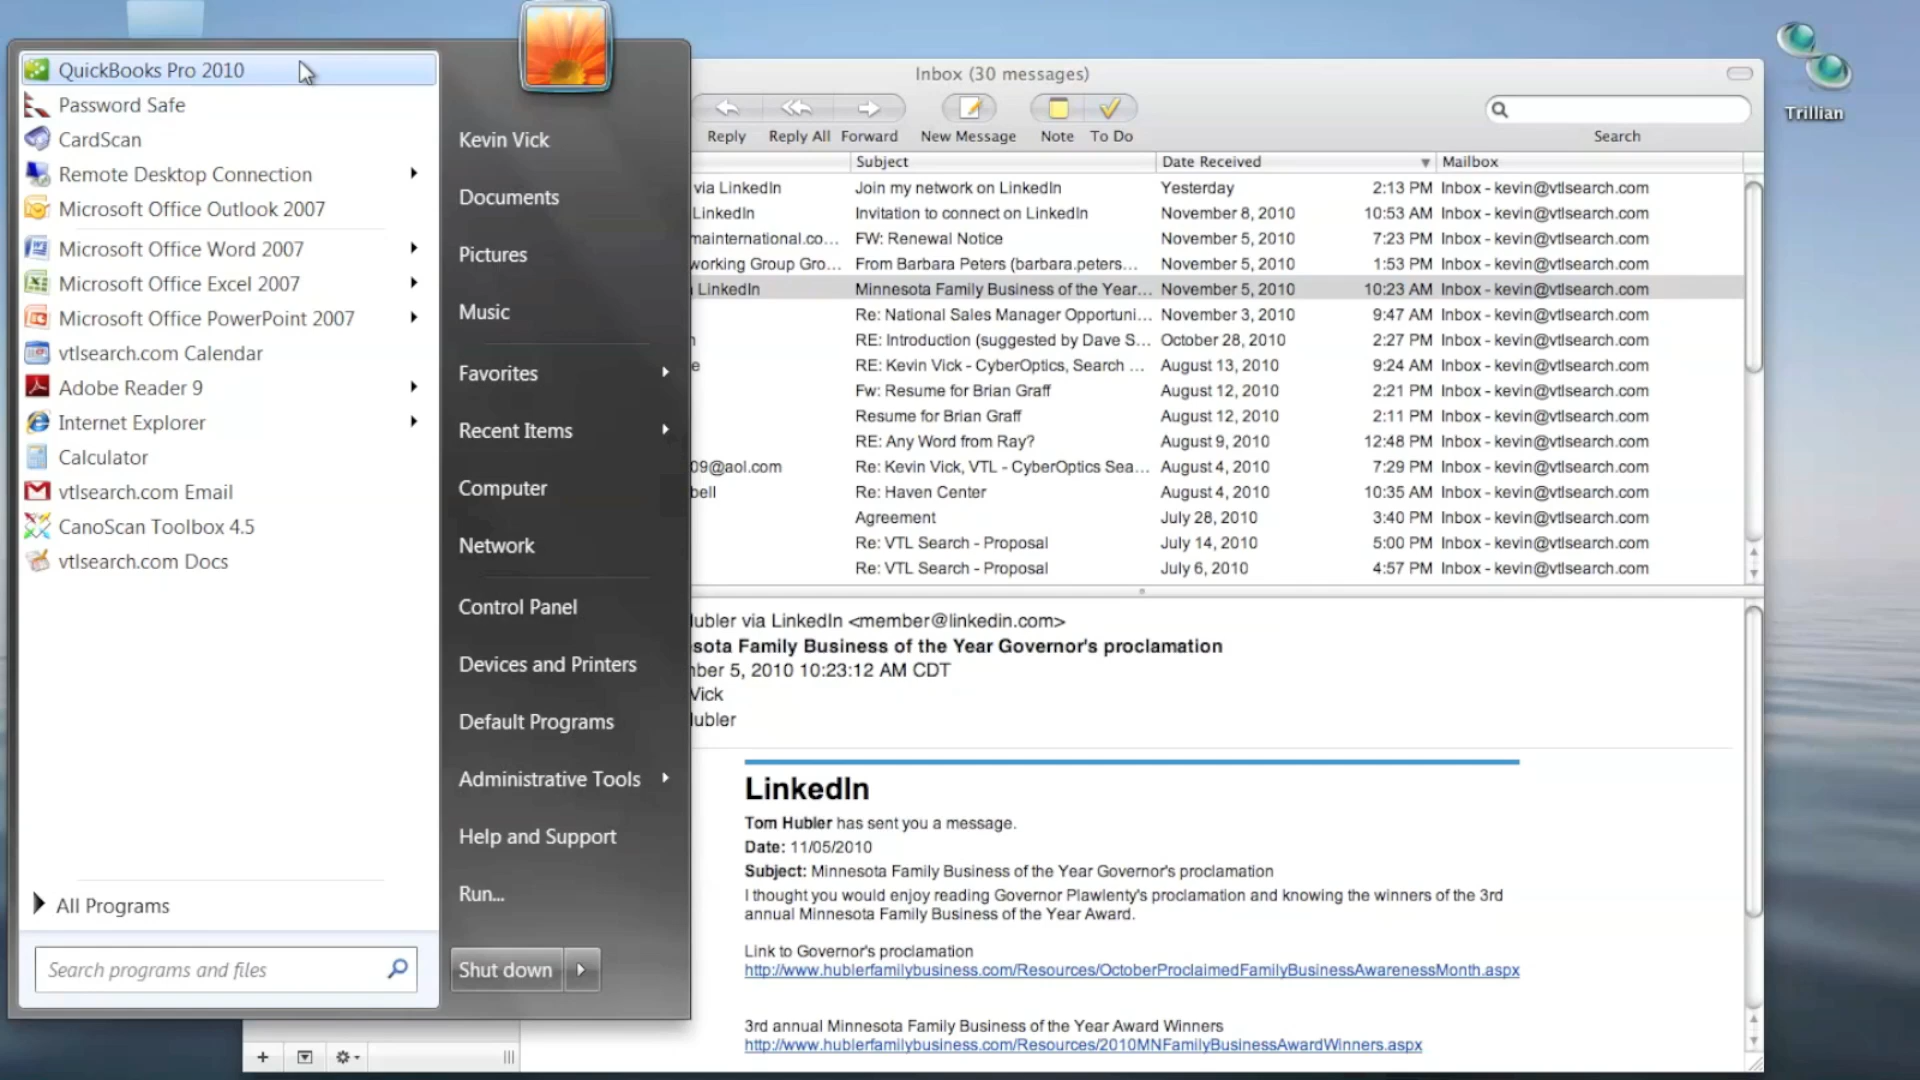 QuickBooks Pro 2010
Password Safe
CardScan
Remote Desktop Connection
Microsoft Office Outlook 2007
Microsoft Office Word 2007
Microsoft Office Excel 2007
Microsoft Office PowerPoint 2007
vtlsearch.com Calendar
Adobe Reader 9
Internet Explorer
Calculator
vtlsearch.com Email
CanoScan Toolbox 4.5
vtlsearch.com Docs
All Programs
Search programs and files
Kevin Vick
Documents
Pictures
Music
Favorites
Recent Items
Computer
Network
Control Panel
Devices and Printers
Default Programs
Administrative Tools
Help and Support
Run...
Shut down
Inbox (30 messages)
Reply Reply All Forward New Message Note To Do Search
Subject Date Received Mailbox
via LinkedIn Join my network on LinkedIn Yesterday 2:13 PM Inbox - kevin@vtlsearch.com
LinkedIn Invitation to connect on LinkedIn November 8, 2010 10:53 AM Inbox - kevin@vtlsearch.com
mainternational.co... FW: Renewal Notice November 5, 2010 7:23 PM Inbox - kevin@vtlsearch.com
working Group Gro... From Barbara Peters (barbara.peters... November 5, 2010 1:53 PM Inbox - kevin@vtlsearch.com
LinkedIn Minnesota Family Business of the Year... November 5, 2010 10:23 AM Inbox - kevin@vtlsearch.com
Re: National Sales Manager Opportuni... November 3, 2010 9:47 AM Inbox - kevin@vtlsearch.com
RE: Introduction (suggested by Dave S... October 28, 2010 2:27 PM Inbox - kevin@vtlsearch.com
e RE: Kevin Vick - CyberOptics, Search ... August 13, 2010 9:24 AM Inbox - kevin@vtlsearch.com
Fw: Resume for Brian Graff August 12, 2010 2:21 PM Inbox - kevin@vtlsearch.com
Resume for Brian Graff August 12, 2010 2:11 PM Inbox - kevin@vtlsearch.com
RE: Any Word from Ray? August 9, 2010 12:48 PM Inbox - kevin@vtlsearch.com
09@aol.com Re: Kevin Vick, VTL - CyberOptics Sea... August 4, 2010 7:29 PM Inbox - kevin@vtlsearch.com
bell Re: Haven Center August 4, 2010 10:35 AM Inbox - kevin@vtlsearch.com
Agreement July 28, 2010 3:40 PM Inbox - kevin@vtlsearch.com
Re: VTL Search - Proposal July 14, 2010 5:00 PM Inbox - kevin@vtlsearch.com
Re: VTL Search - Proposal July 6, 2010 4:57 PM Inbox - kevin@vtlsearch.com
ubler via LinkedIn <member@linkedin.com>
sota Family Business of the Year Governor's proclamation
ber 5, 2010 10:23:12 AM CDT
Vick
ubler
LinkedIn
Tom Hubler has sent you a message.
Date: 11/05/2010
Subject: Minnesota Family Business of the Year Governor's proclamation
I thought you would enjoy reading Governor Plawlenty's proclamation and knowing the winners of the 3rd
annual Minnesota Family Business of the Year Award.
Link to Governor's proclamation
http://www.hublerfamilybusiness.com/Resources/OctoberProclaimedFamilyBusinessAwarenessMonth.aspx
3rd annual Minnesota Family Business of the Year Award Winners
http://www.hublerfamilybusiness.com/Resources/2010MNFamilyBusinessAwardWinners.aspx
Trillian